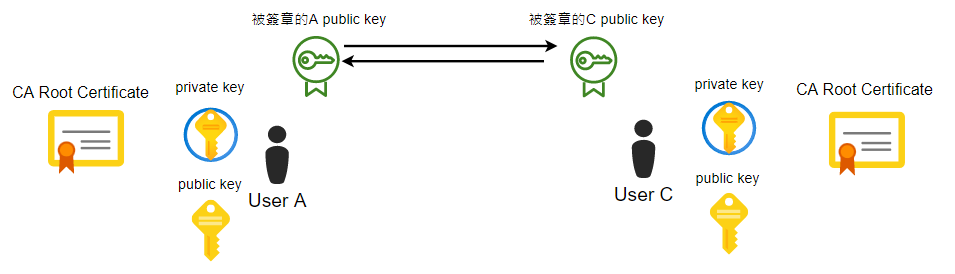 被簽章的A public key
被簽章的C public key
CA Root Certificate
private key
public key
User A
private key
public key
User C
CA Root Certificate